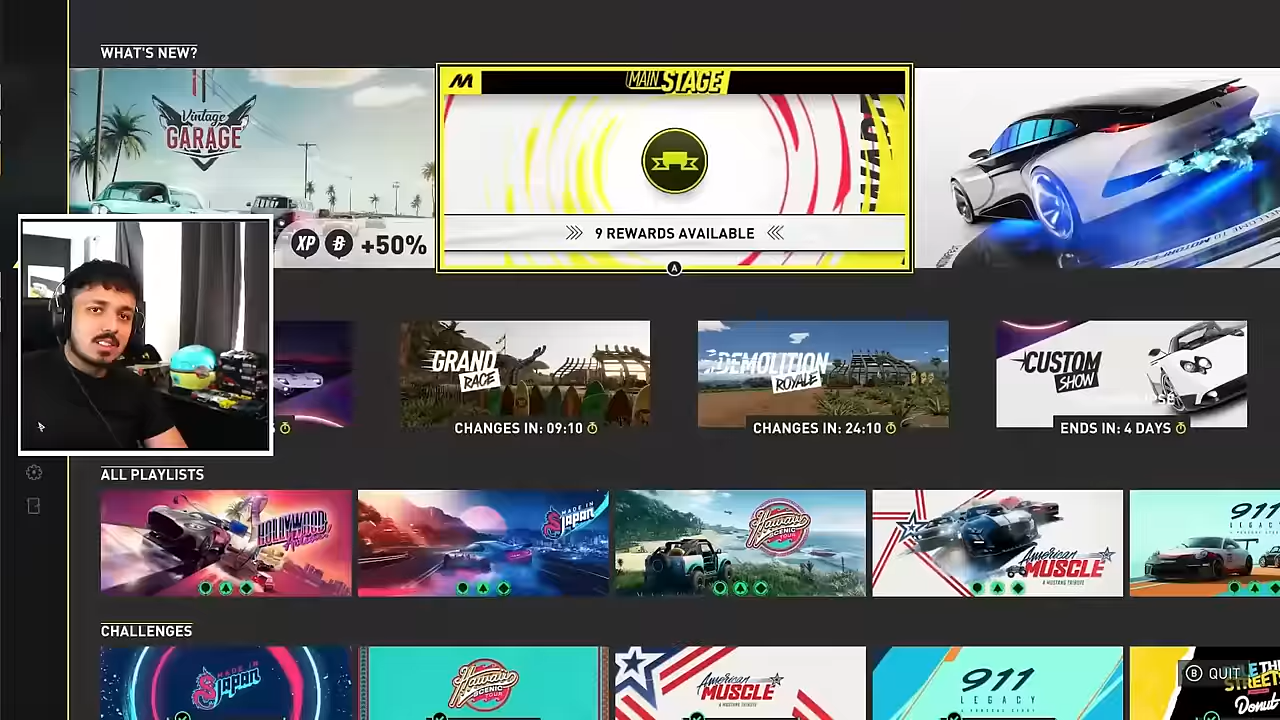 WHAT'S NEW?
Vintage
GARAGE
XP
+50%
MAIN STAGE
9 REWARDS AVAILABLE
A
GRAND
RACE
CHANGES IN: 09:10
DEMOLITION
ROYALE
CHANGES IN: 24:10
CUSTOM
SHOW
ENDS IN: 4 DAYS
ALL PLAYLISTS
HOLLYWOOD
MADE IN
JAPAN
Hawaii
SCENIC
TOUR
American
MUSCLE
A MUSTANG TRIBUTE
911
LEGACY
CHALLENGES
MADE IN
JAPAN
Hawaii
SCENIC
TOUR
American
MUSCLE
A MUSTANG TRIBUTE
911
LEGACY
B QUIT
STREETS
Donut